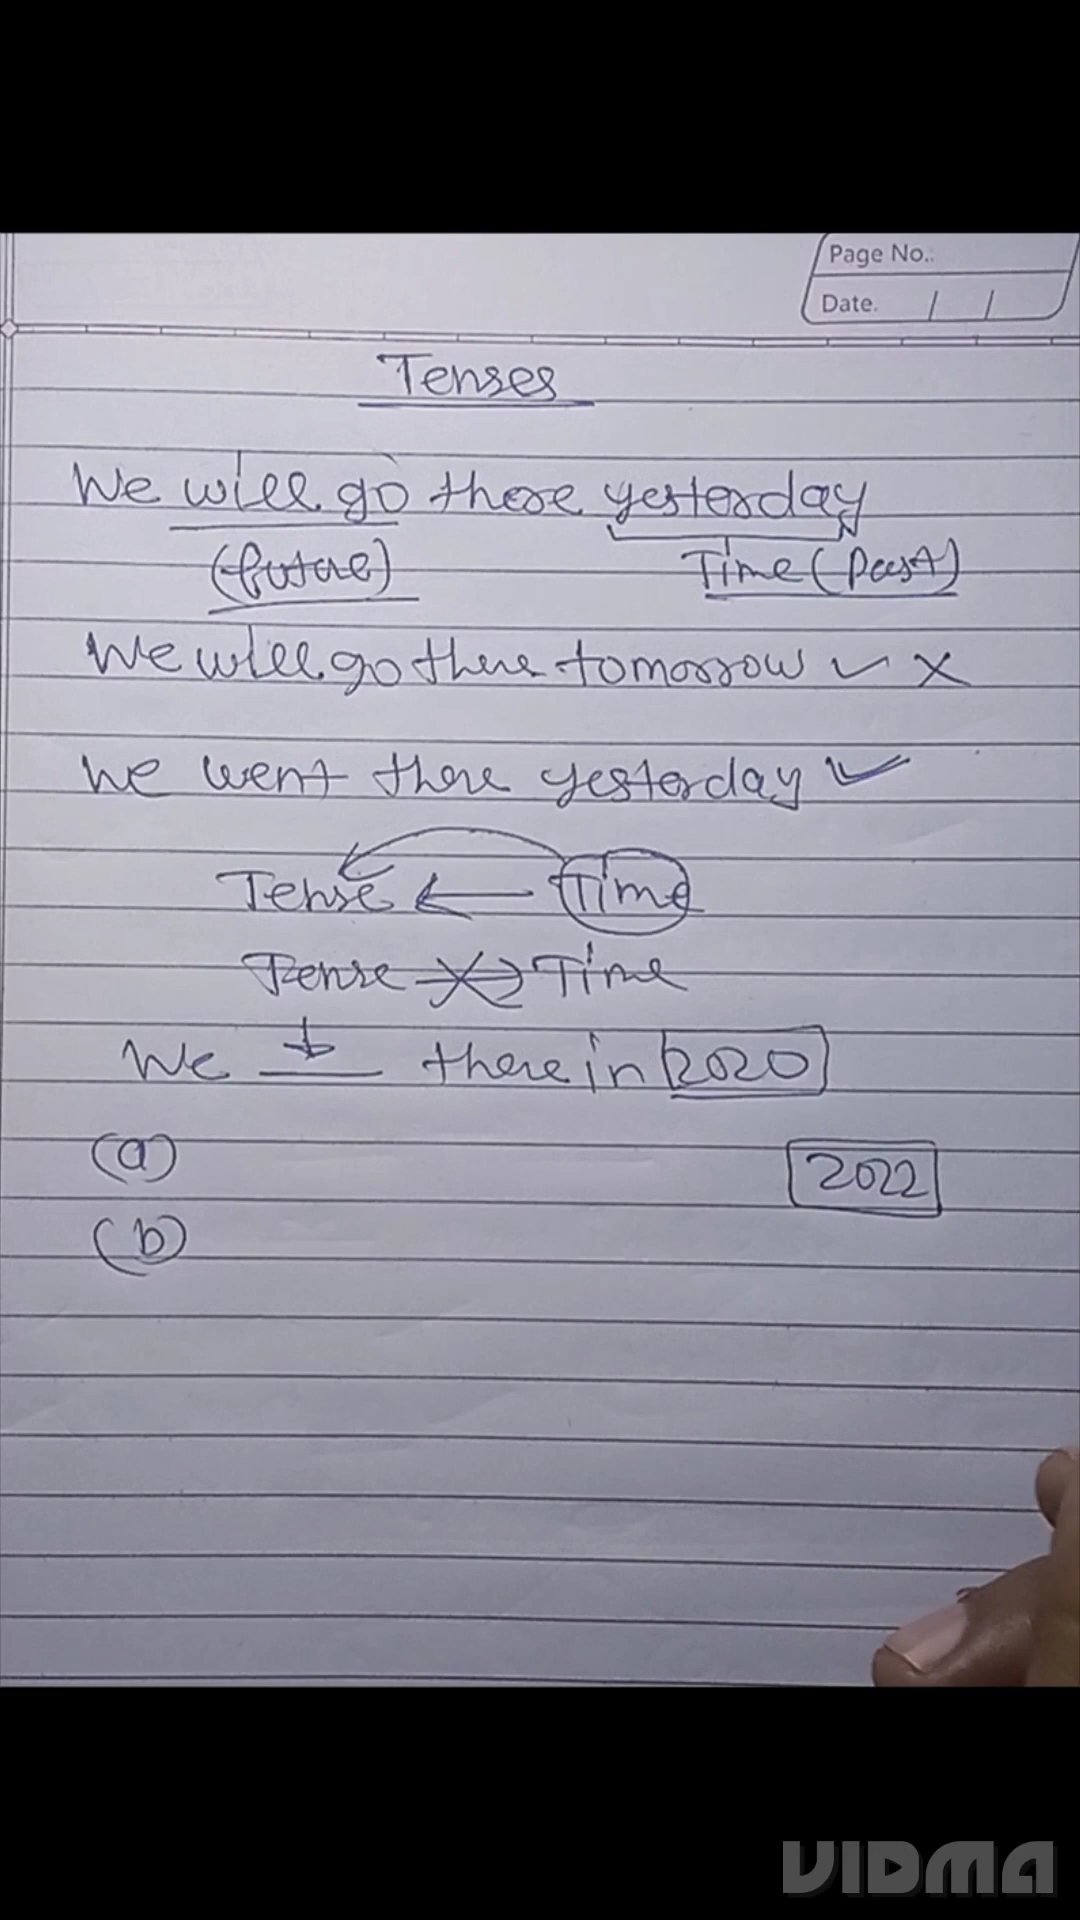 Page No.:
Date. / /
Tenses
We will go there yesterday
(future) Time (Past)
We will go there tomorrow ✓ ✗
We went there yesterday ✓
Tense ← Time
Tense ✗→ Time
We ___ there in 2020
(a) 2022
(b)
VIDMA